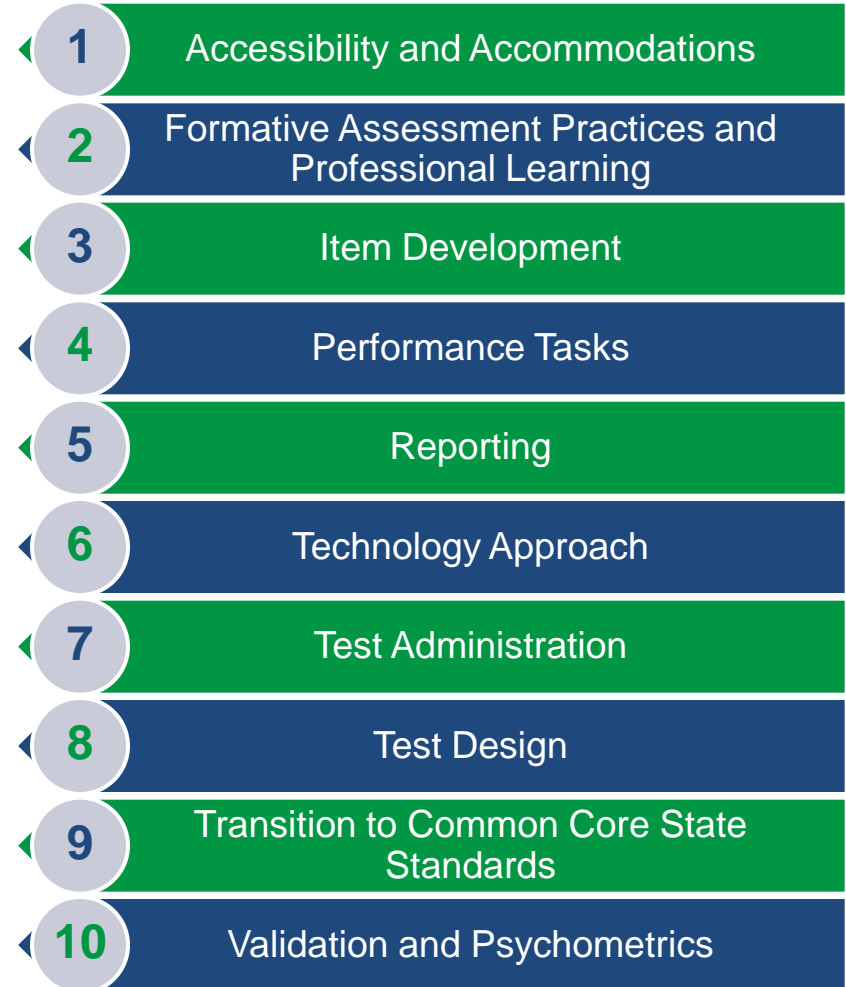 1
Accessibility and Accommodations
2
Formative Assessment Practices and
Professional Learning
3
Item Development
4
Performance Tasks
5
Reporting
6
Technology Approach
7
Test Administration
8
Test Design
9
Transition to Common Core State
Standards
10
Validation and Psychometrics